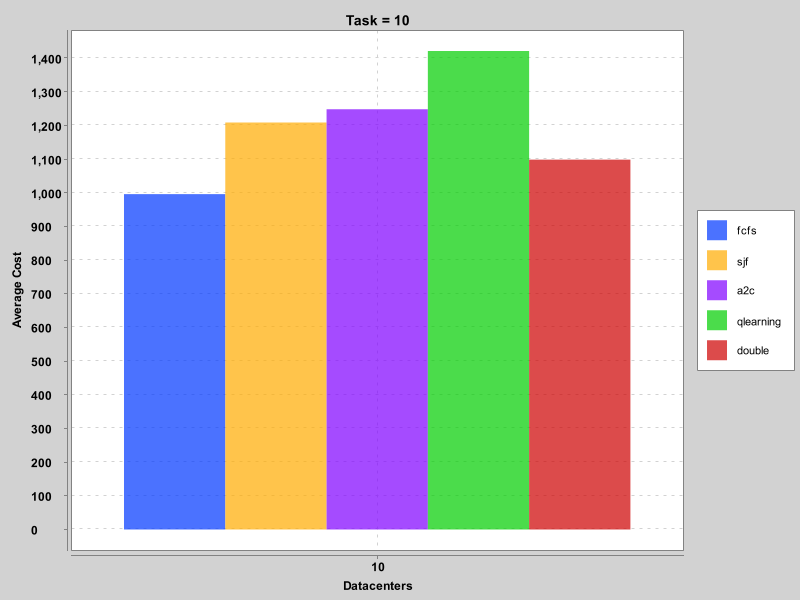 Task = 10
1,400
1,300
1,200
1,100
1,000
900
800
700
600
500
400
300
200
100
0
Average Cost
10
Datacenters
fcfs
sjf
a2c
qlearning
double